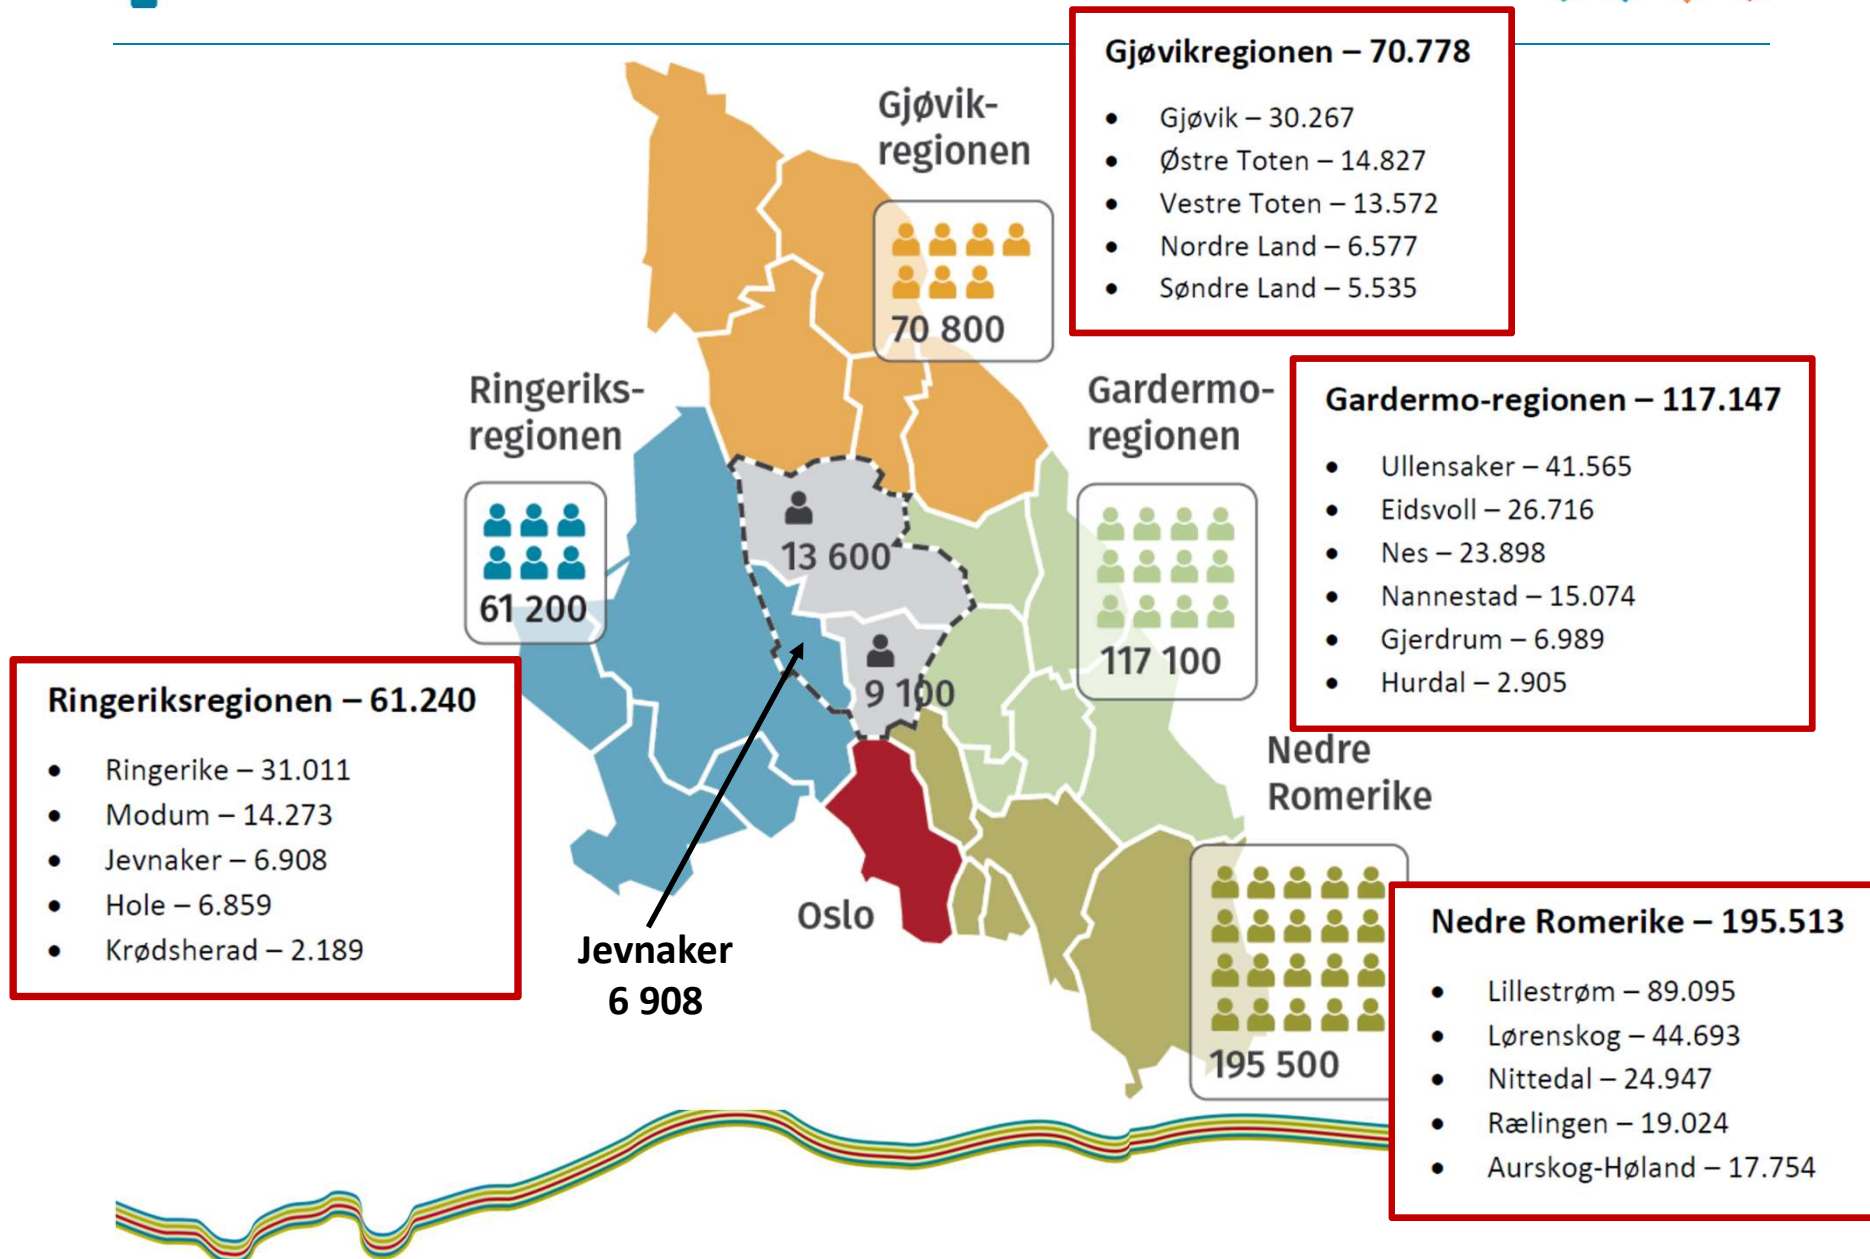 Gjøvikregionen – 70.778
• Gjøvik – 30.267
• Østre Toten – 14.827
• Vestre Toten – 13.572
• Nordre Land – 6.577
• Søndre Land – 5.535
Gjøvik-
regionen
70 800
Ringeriks-
regionen
61 200
Gardermo-
regionen
117 100
Gardermo-regionen – 117.147
• Ullensaker – 41.565
• Eidsvoll – 26.716
• Nes – 23.898
• Nannestad – 15.074
• Gjerdrum – 6.989
• Hurdal – 2.905
13 600
9 100
Ringeriksregionen – 61.240
• Ringerike – 31.011
• Modum – 14.273
• Jevnaker – 6.908
• Hole – 6.859
• Krødsherad – 2.189
Jevnaker
6 908
Oslo
Nedre
Romerike
195 500
Nedre Romerike – 195.513
• Lillestrøm – 89.095
• Lørenskog – 44.693
• Nittedal – 24.947
• Rælingen – 19.024
• Aurskog-Høland – 17.754